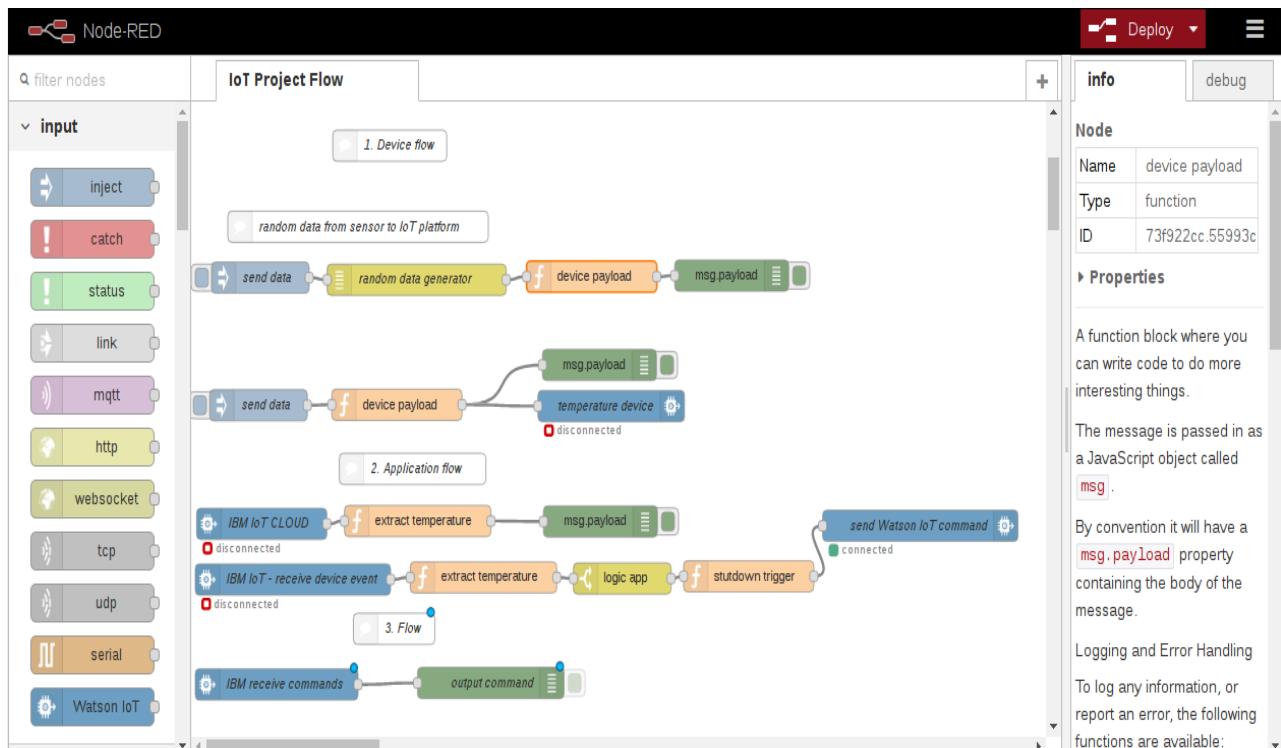 Node-RED
Deploy
filter nodes
IoT Project Flow
+
info
debug
input
inject
catch
status
link
mqtt
http
websocket
tcp
udp
serial
Watson IoT
1. Device flow
random data from sensor to IoT platform
send data
random data generator
device payload
msg.payload
send data
device payload
msg.payload
temperature device
disconnected
2. Application flow
IBM IoT CLOUD
extract temperature
msg.payload
send Watson IoT command
disconnected
connected
IBM IoT - receive device event
extract temperature
logic app
stutdown trigger
disconnected
3. Flow
IBM receive commands
output command
Node
Name device payload
Type function
ID 73f922cc.55993c
Properties
A function block where you
can write code to do more
interesting things.
The message is passed in as
a JavaScript object called
msg .
By convention it will have a
msg.payload property
containing the body of the
message.
Logging and Error Handling
To log any information, or
report an error, the following
functions are available: